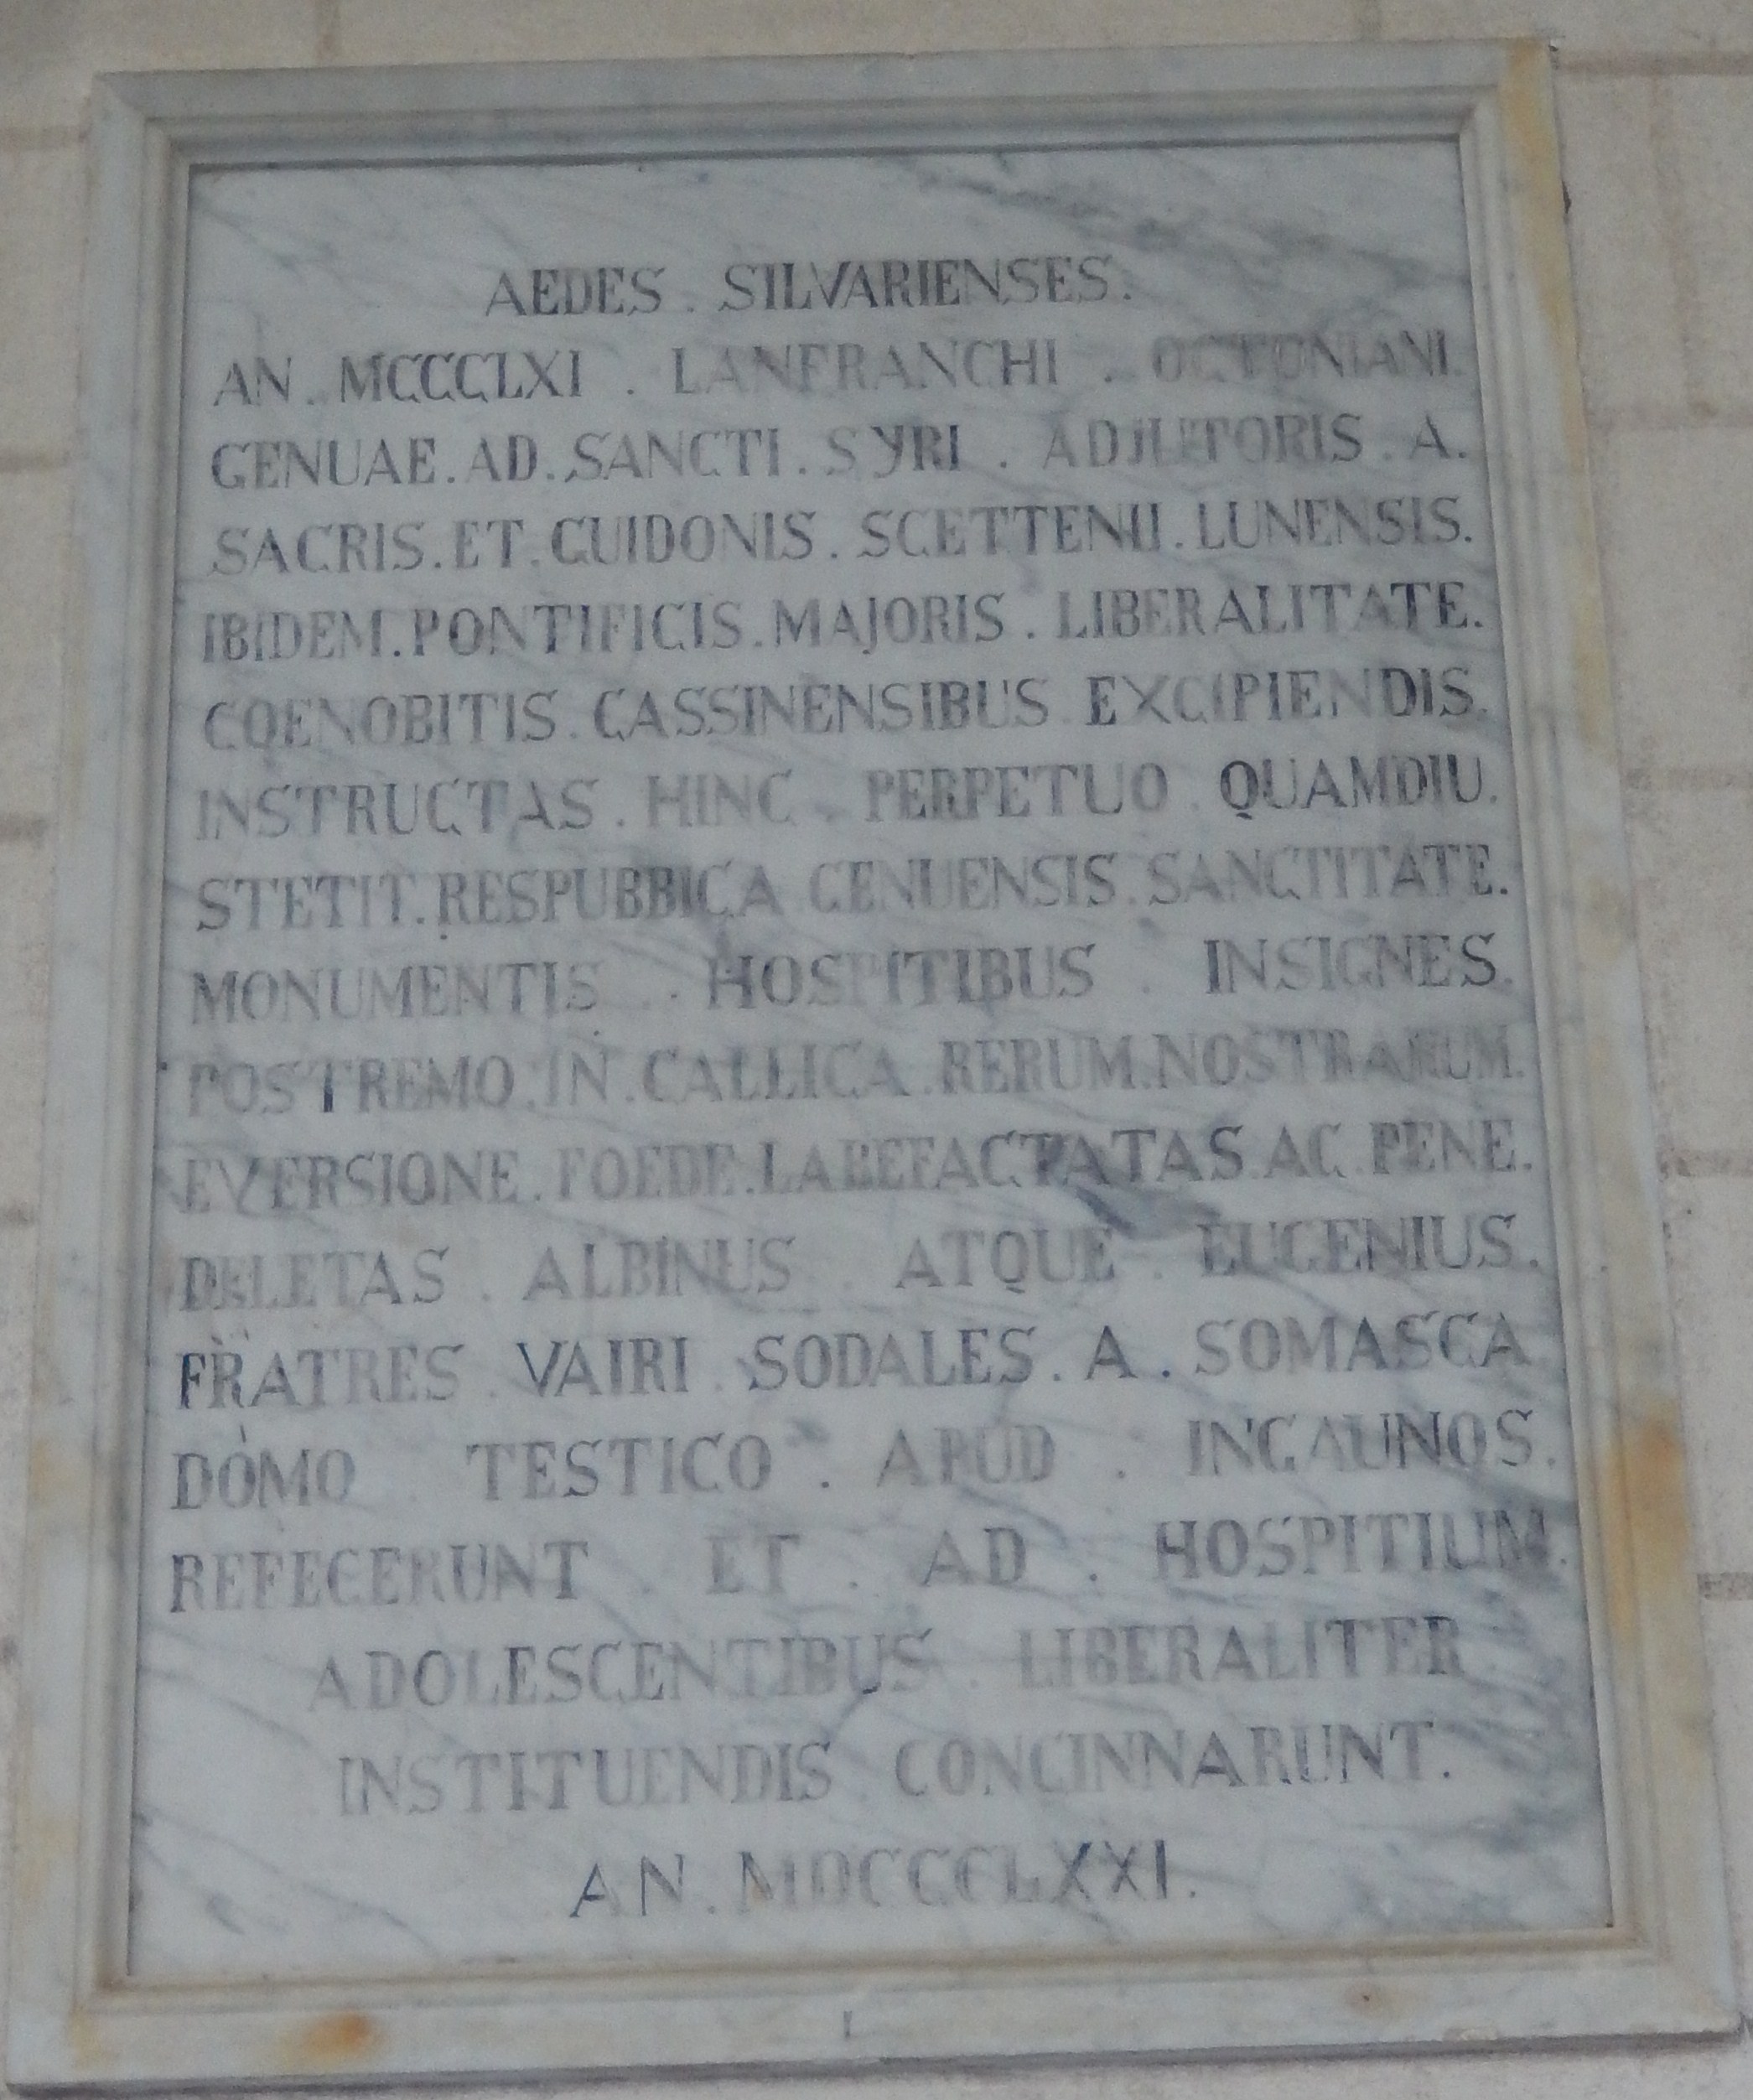 AEDES . SILVARIENSES.
AN . MCCCLXI . LANFRANCHI . OCTONIANI.
GENUAE . AD . SANCTI . SYRI . ADJUTORIS . A.
SACRIS . ET . GUIDONIS . SCETTENII . LUNENSIS.
IBIDEM . PONTIFICIS . MAJORIS . LIBERALITATE.
COENOBITIS . CASSINENSIBUS EXCIPIENDIS.
INSTRUCTAS . HINC . PERPETUO . QUAMDIU.
STETIT . RESPUBBICA GENUENSIS . SANCTITATE.
MONUMENTIS . HOSPITIBUS . INSIGNES.
POSTREMO . IN . GALLICA . RERUM . NOSTRARUM.
EVERSIONE . FOEDE . LABEFACTATAS . AC . PENE.
DELETAS . ALBINUS . ATQUE . EUGENIUS.
FRATRES . VAIRI . SODALES . A . SOMASCA
DOMO TESTICO . APUD . INGAUNOS.
REFECERUNT . ET . AD . HOSPITIUM.
ADOLESCENTIBUS . LIBERALITER
INSTITUENDIS CONCINNARUNT.
AN . MDCCCLXXI.